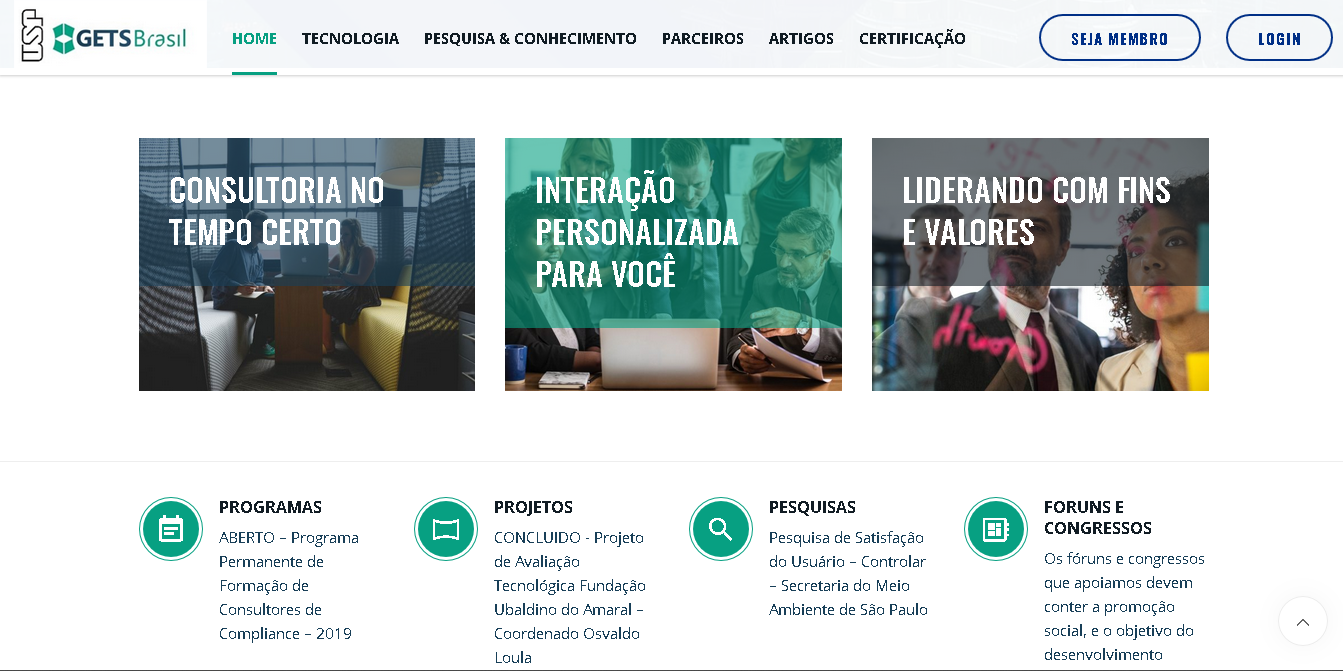 USP
GETSBrasil
HOME
TECNOLOGIA
PESQUISA & CONHECIMENTO
PARCEIROS
ARTIGOS
CERTIFICAÇÃO
SEJA MEMBRO
LOGIN
CONSULTORIA NO
TEMPO CERTO
INTERAÇÃO
PERSONALIZADA
PARA VOCÊ
LIDERANDO COM FINS
E VALORES
Growth
PROGRAMAS
ABERTO – Programa
Permanente de
Formação de
Consultores de
Compliance – 2019
PROJETOS
CONCLUIDO - Projeto
de Avaliação
Tecnológica Fundação
Ubaldino do Amaral –
Coordenado Osvaldo
Loula
PESQUISAS
Pesquisa de Satisfação
do Usuário – Controlar
– Secretaria do Meio
Ambiente de São Paulo
FORUNS E
CONGRESSOS
Os fóruns e congressos
que apoiamos devem
conter a promoção
social, e o objetivo do
desenvolvimento